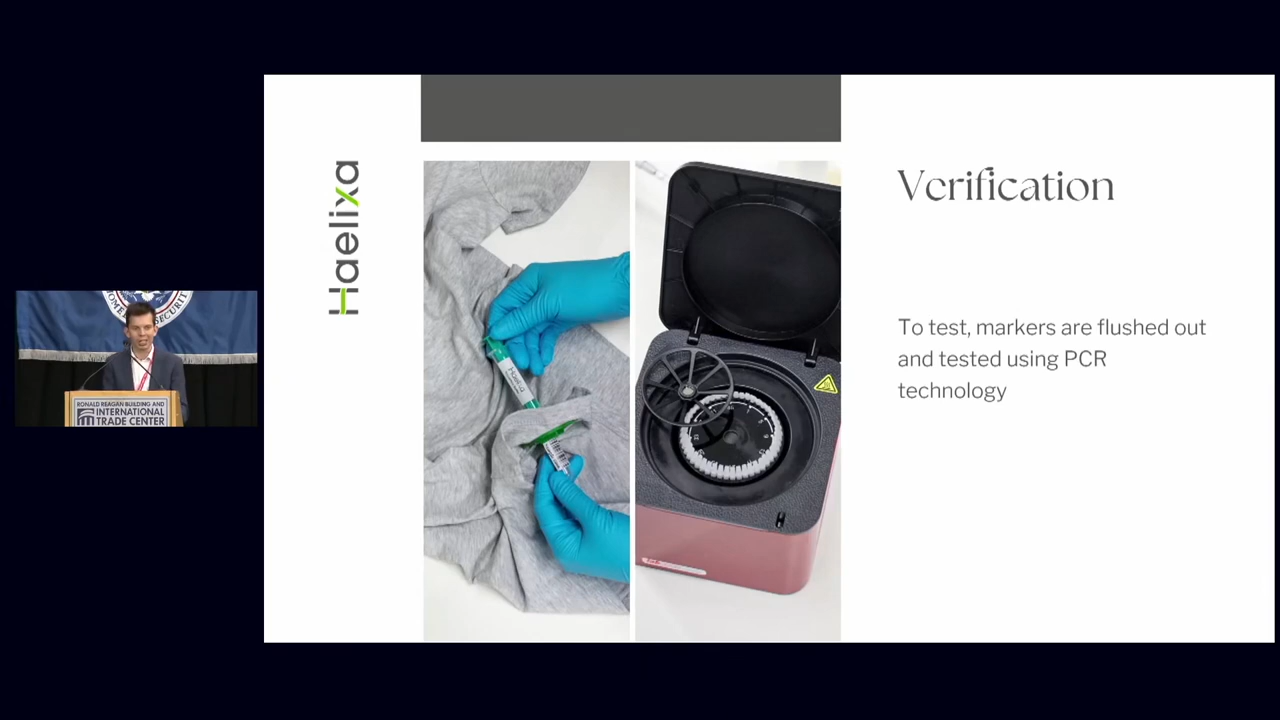 Haelixa
Verification
To test, markers are flushed out
and tested using PCR
technology
Haelixa
RONALD REAGAN BUILDING AND
INTERNATIONAL
TRADE CENTER